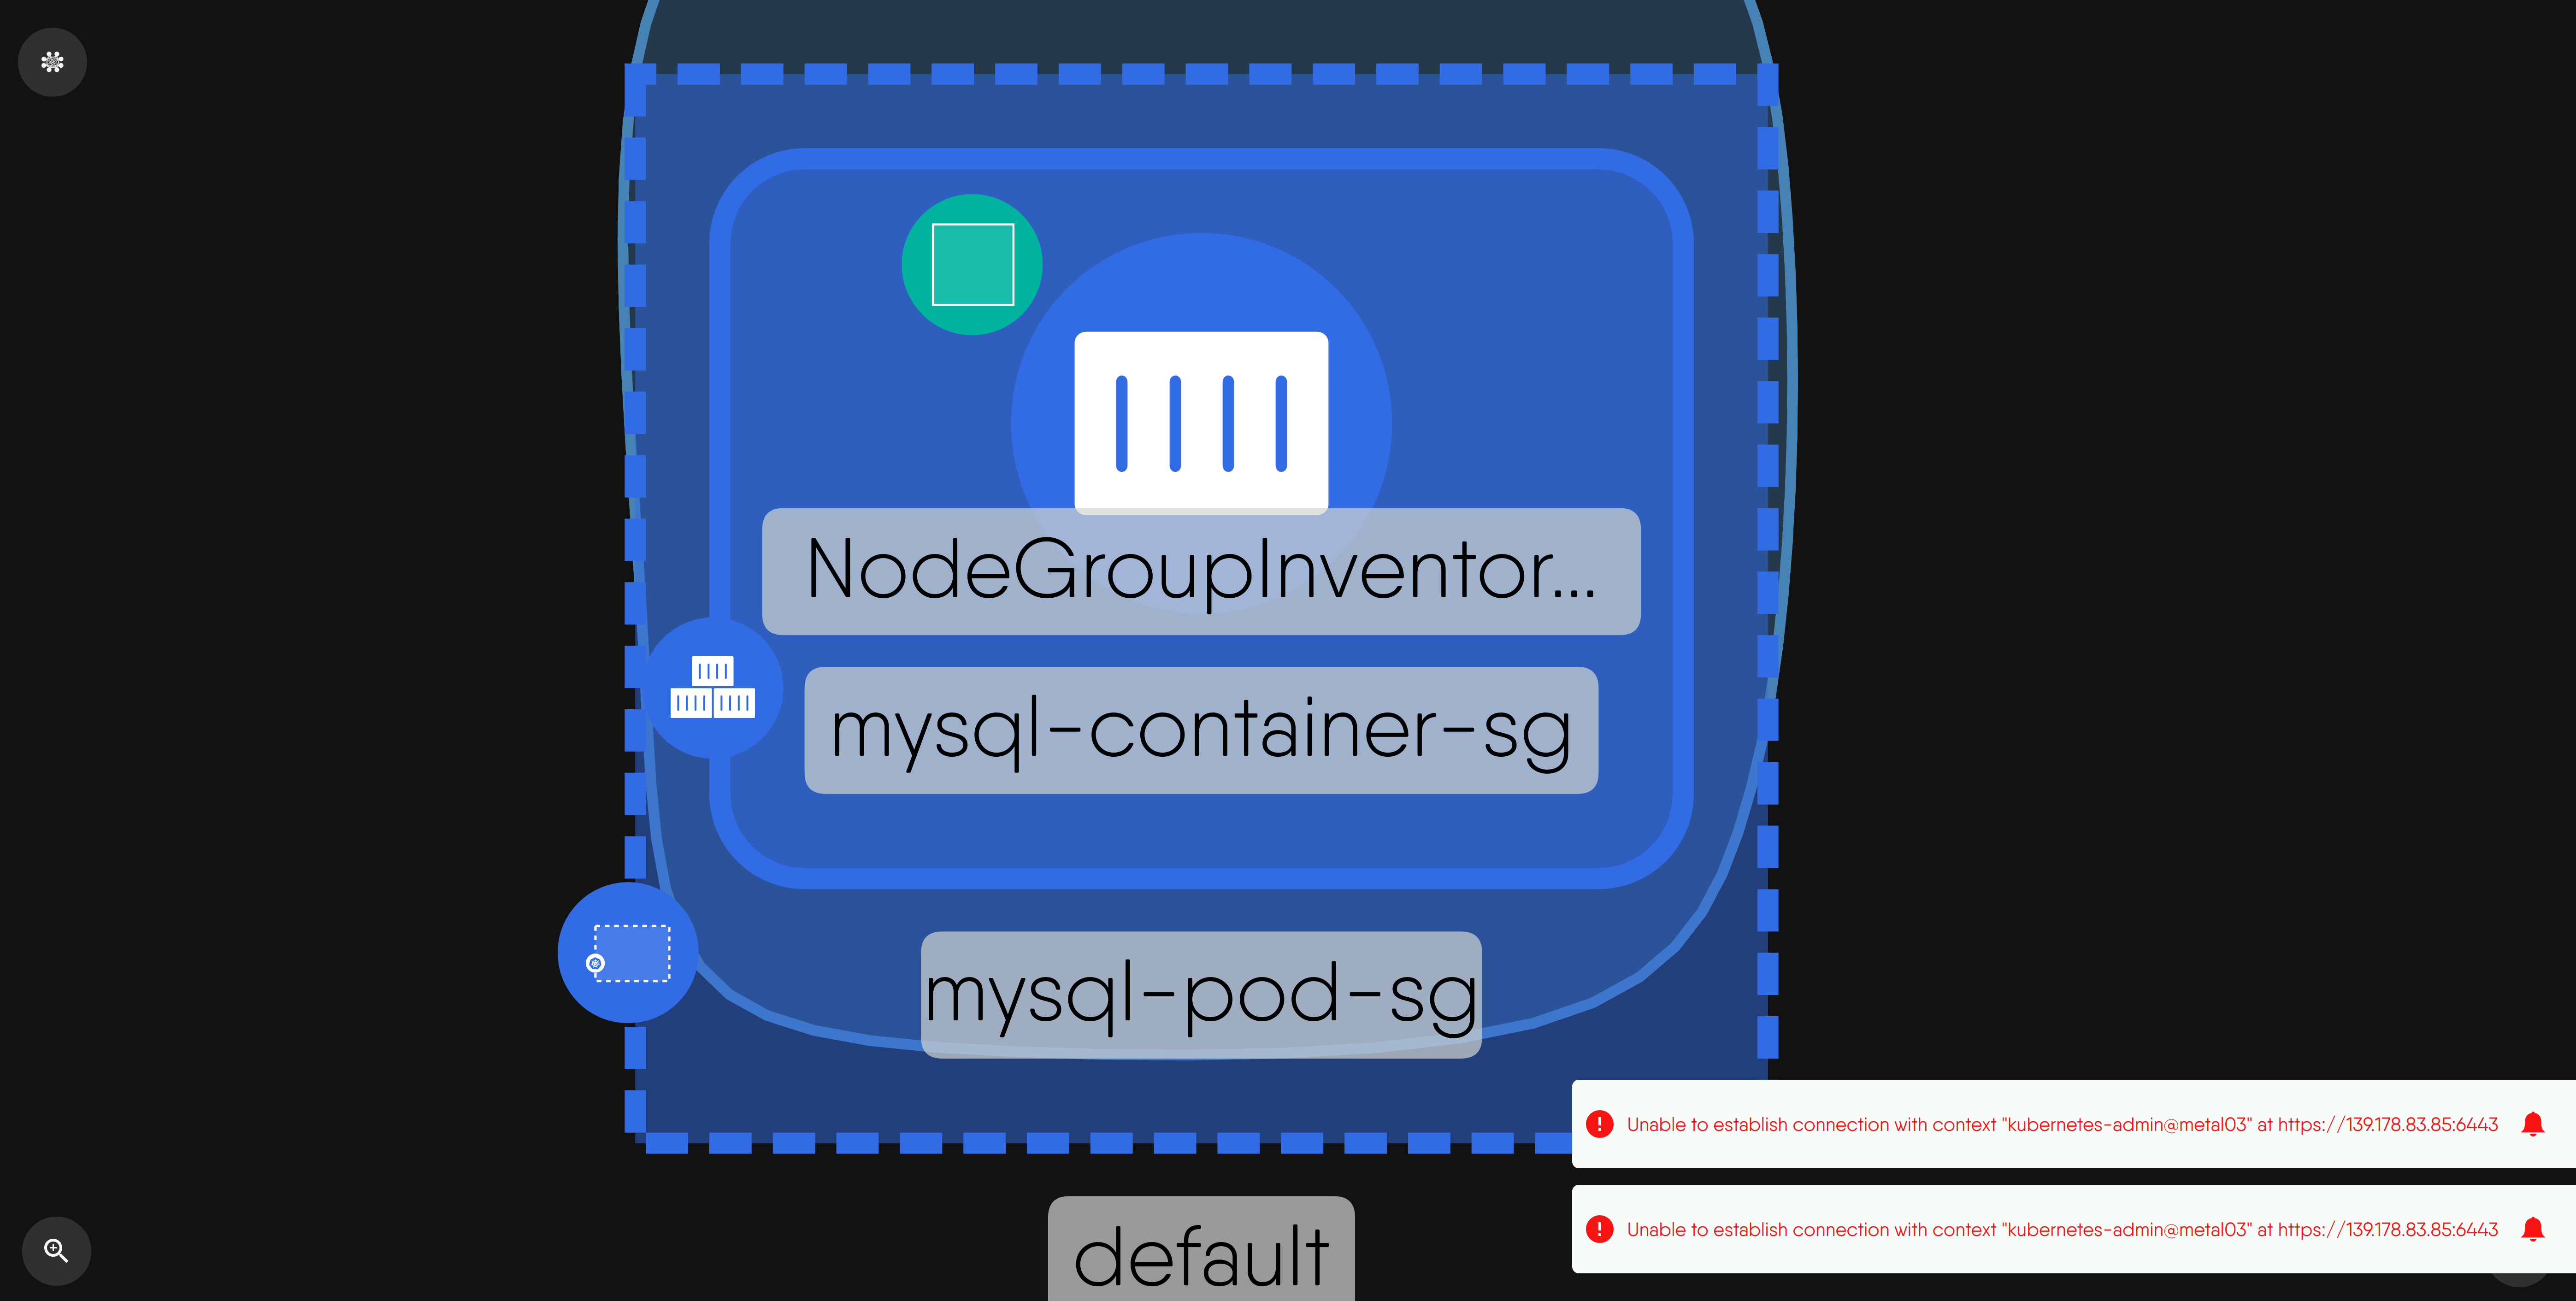 NodeGroupInventor...
mysql-container-sg
mysql-pod-sg
Unable to establish connection with context "kubernetes-admin@metal03" at https://139.178.83.85:6443
Unable to establish connection with context "kubernetes-admin@metal03" at https://139.178.83.85:6443
default